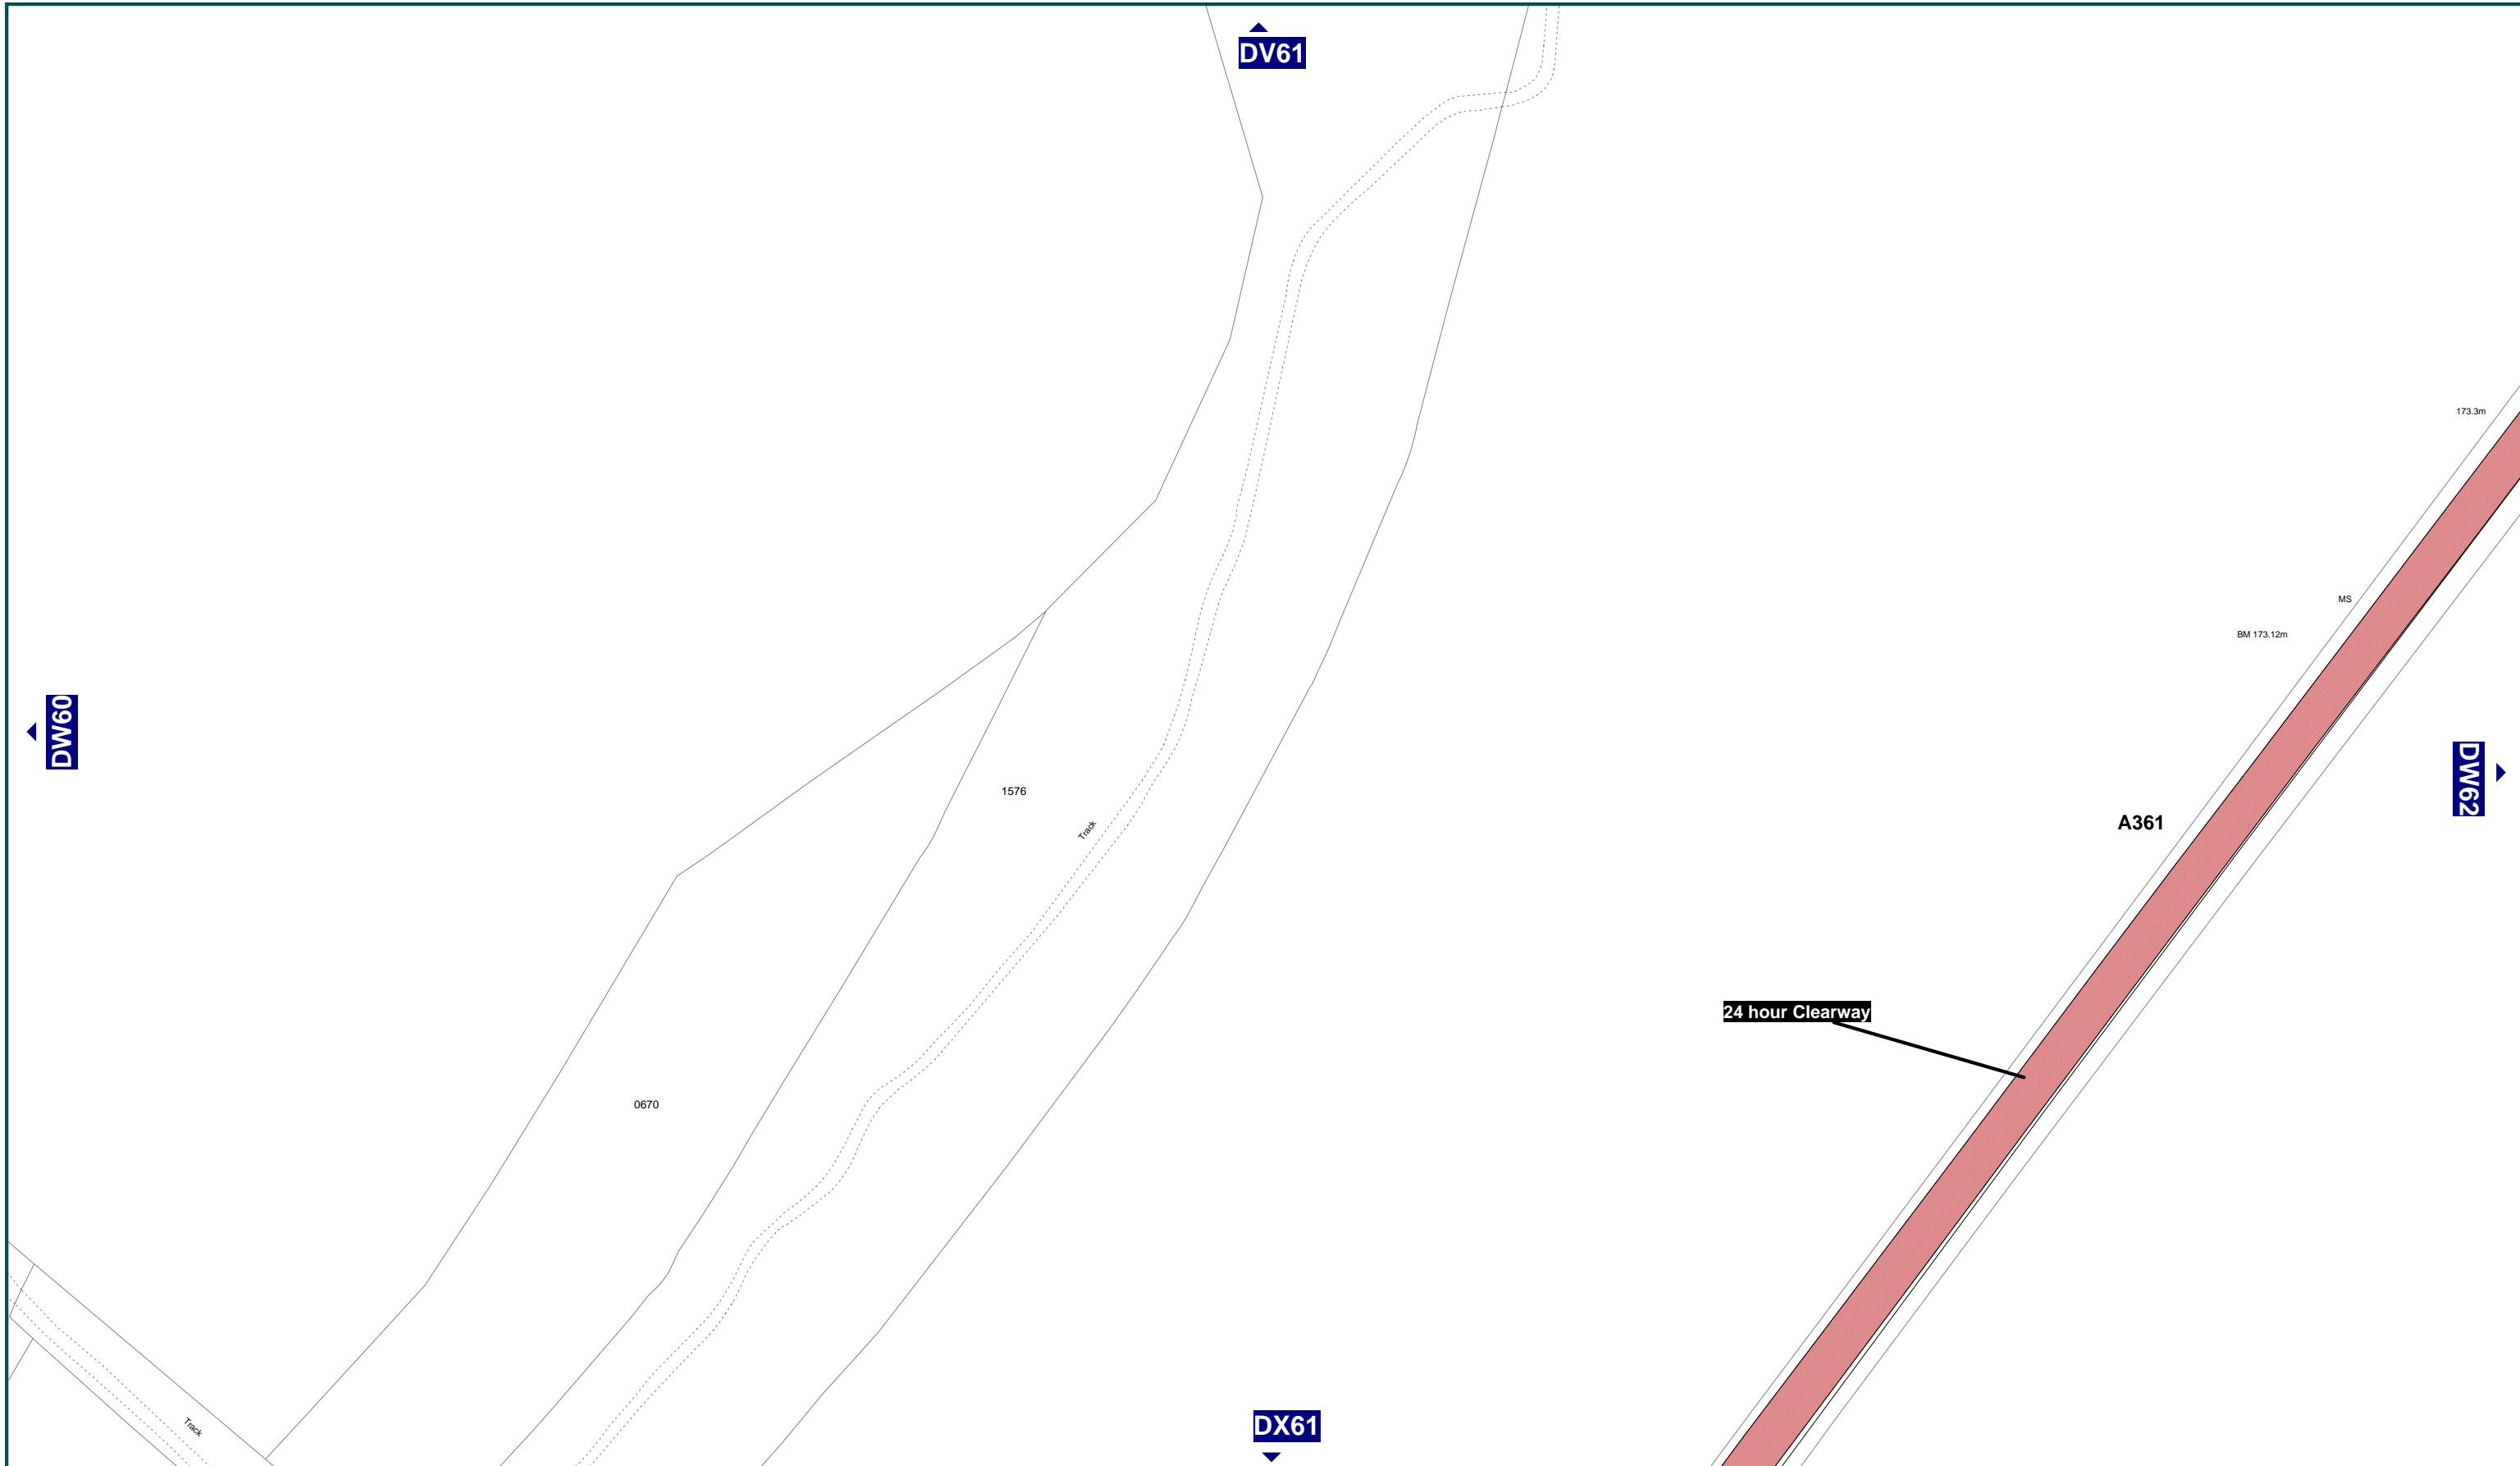 DV61
173.3m
MS
BM 173.12m
DW60
DW62
1576
Track
A361
24 hour Clearway
0670
DX61
Track